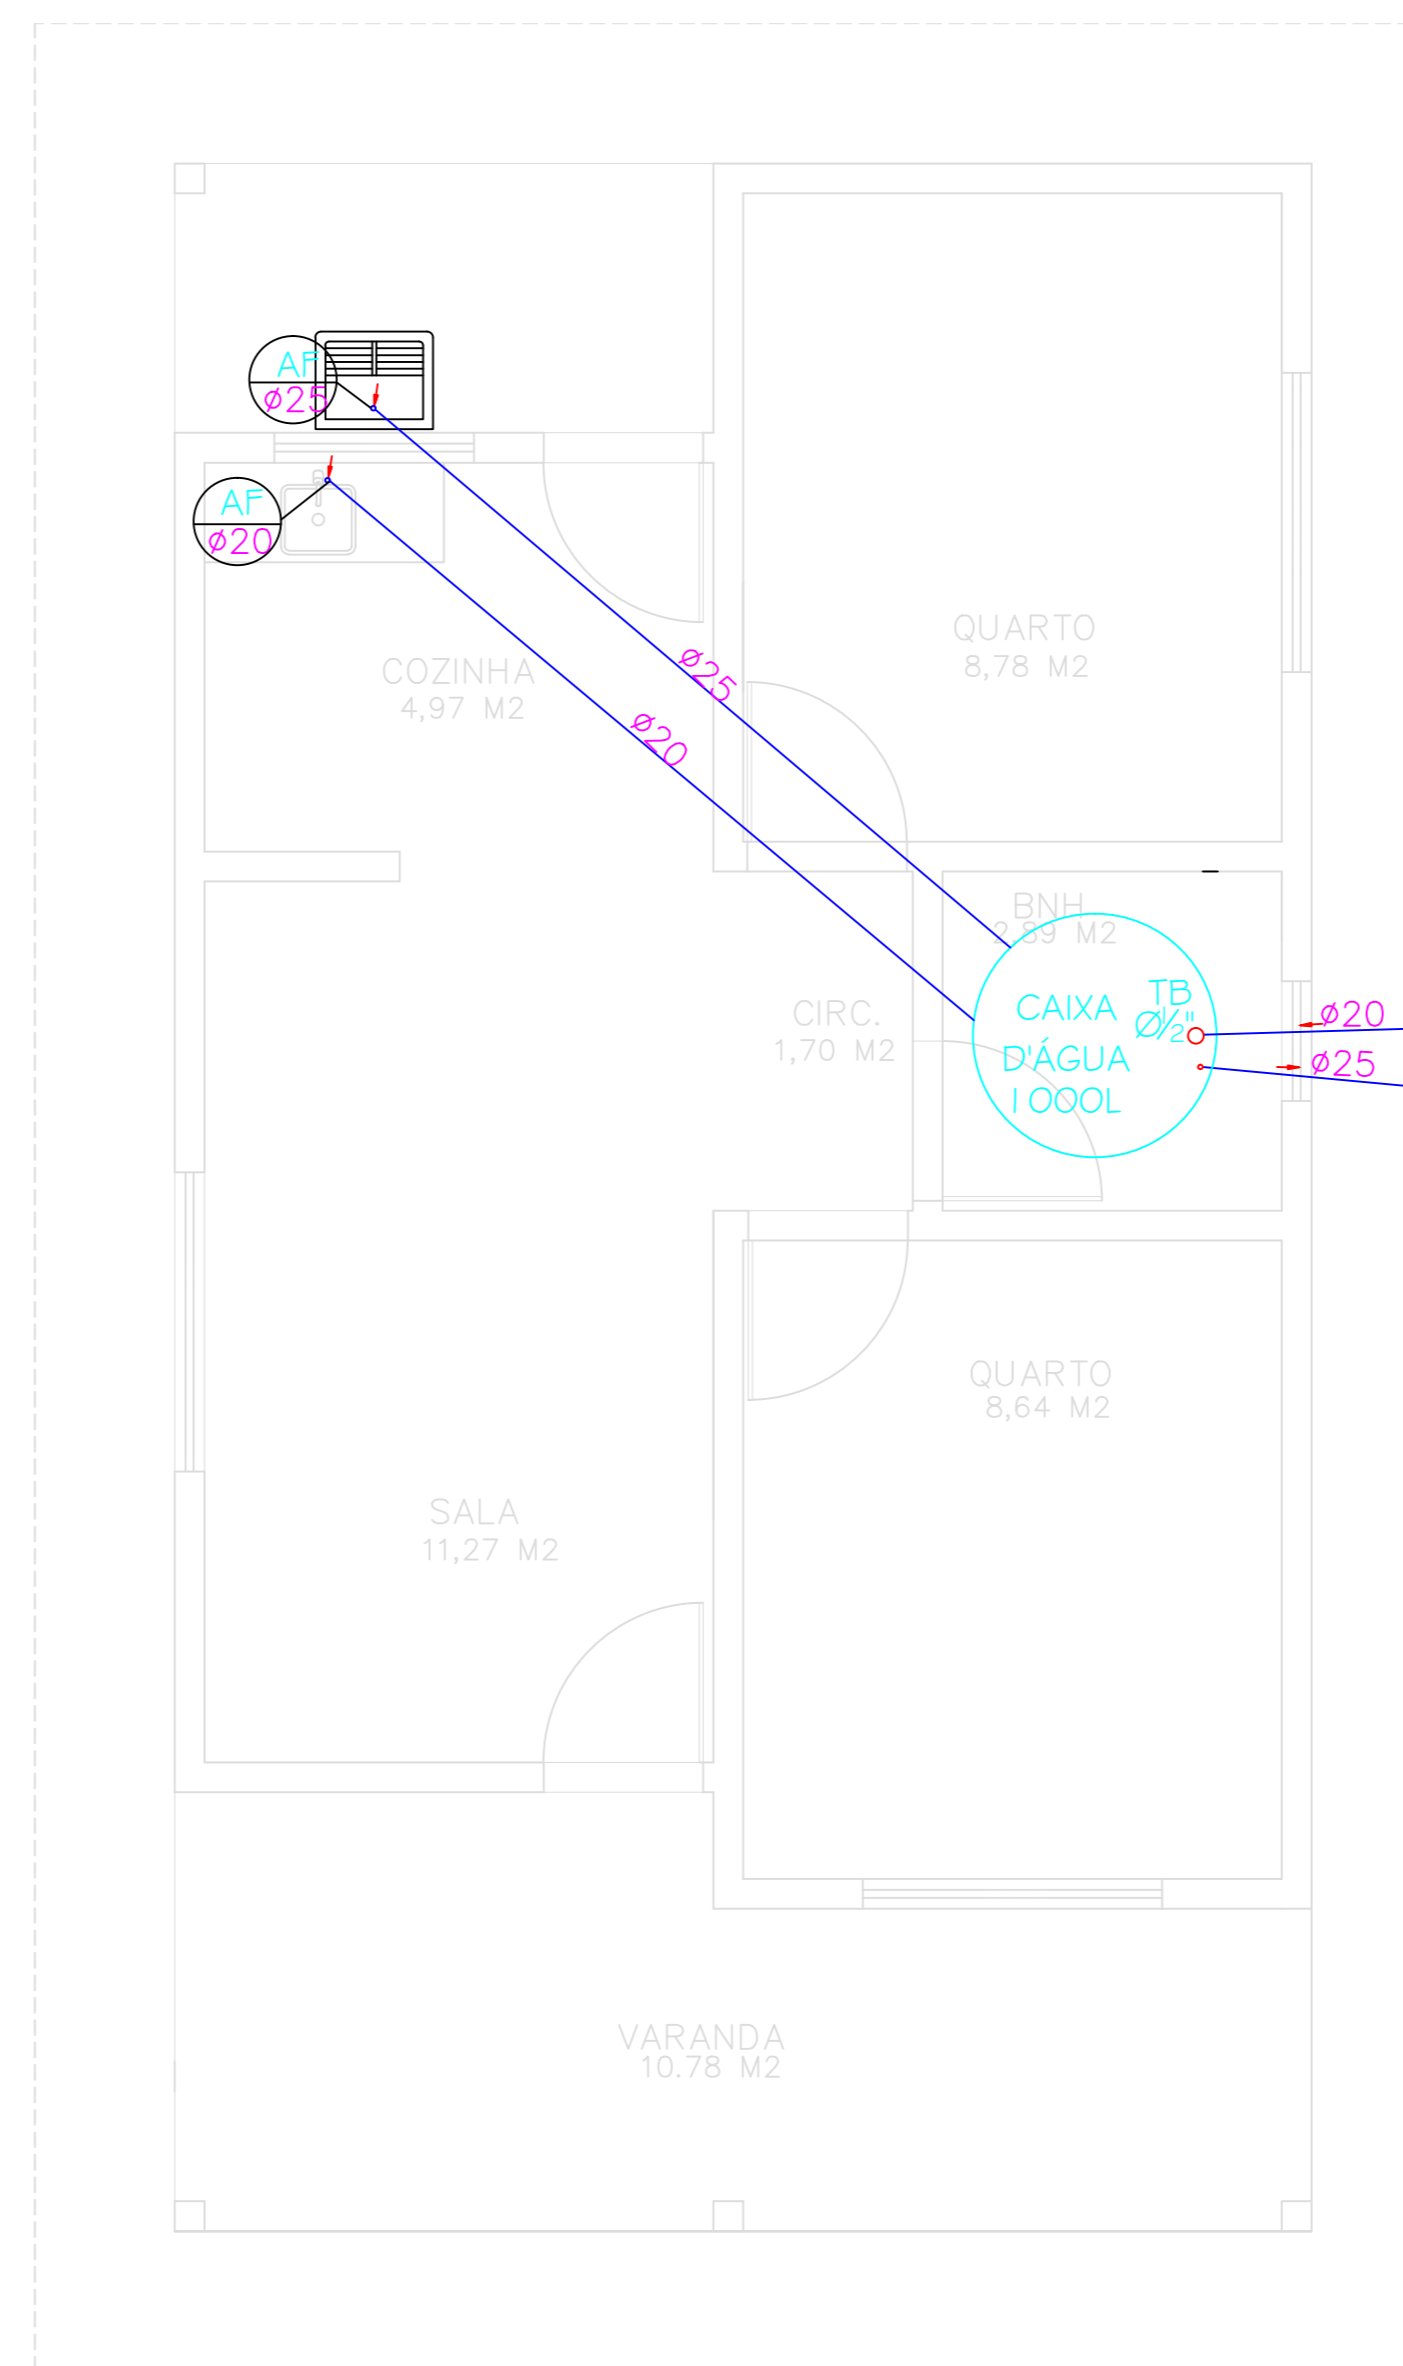 AF
ø25
AF
ø20
QUARTO
8,78 M2
COZINHA
4,97 M2
ø25
ø20
BNH
2,89 M2
CIRC.
1,70 M2
CAIXA
D'ÁGUA
1000L
TB
Ø1/2"
ø20
ø25
QUARTO
8,64 M2
SALA
11,27 M2
VARANDA
10.78 M2